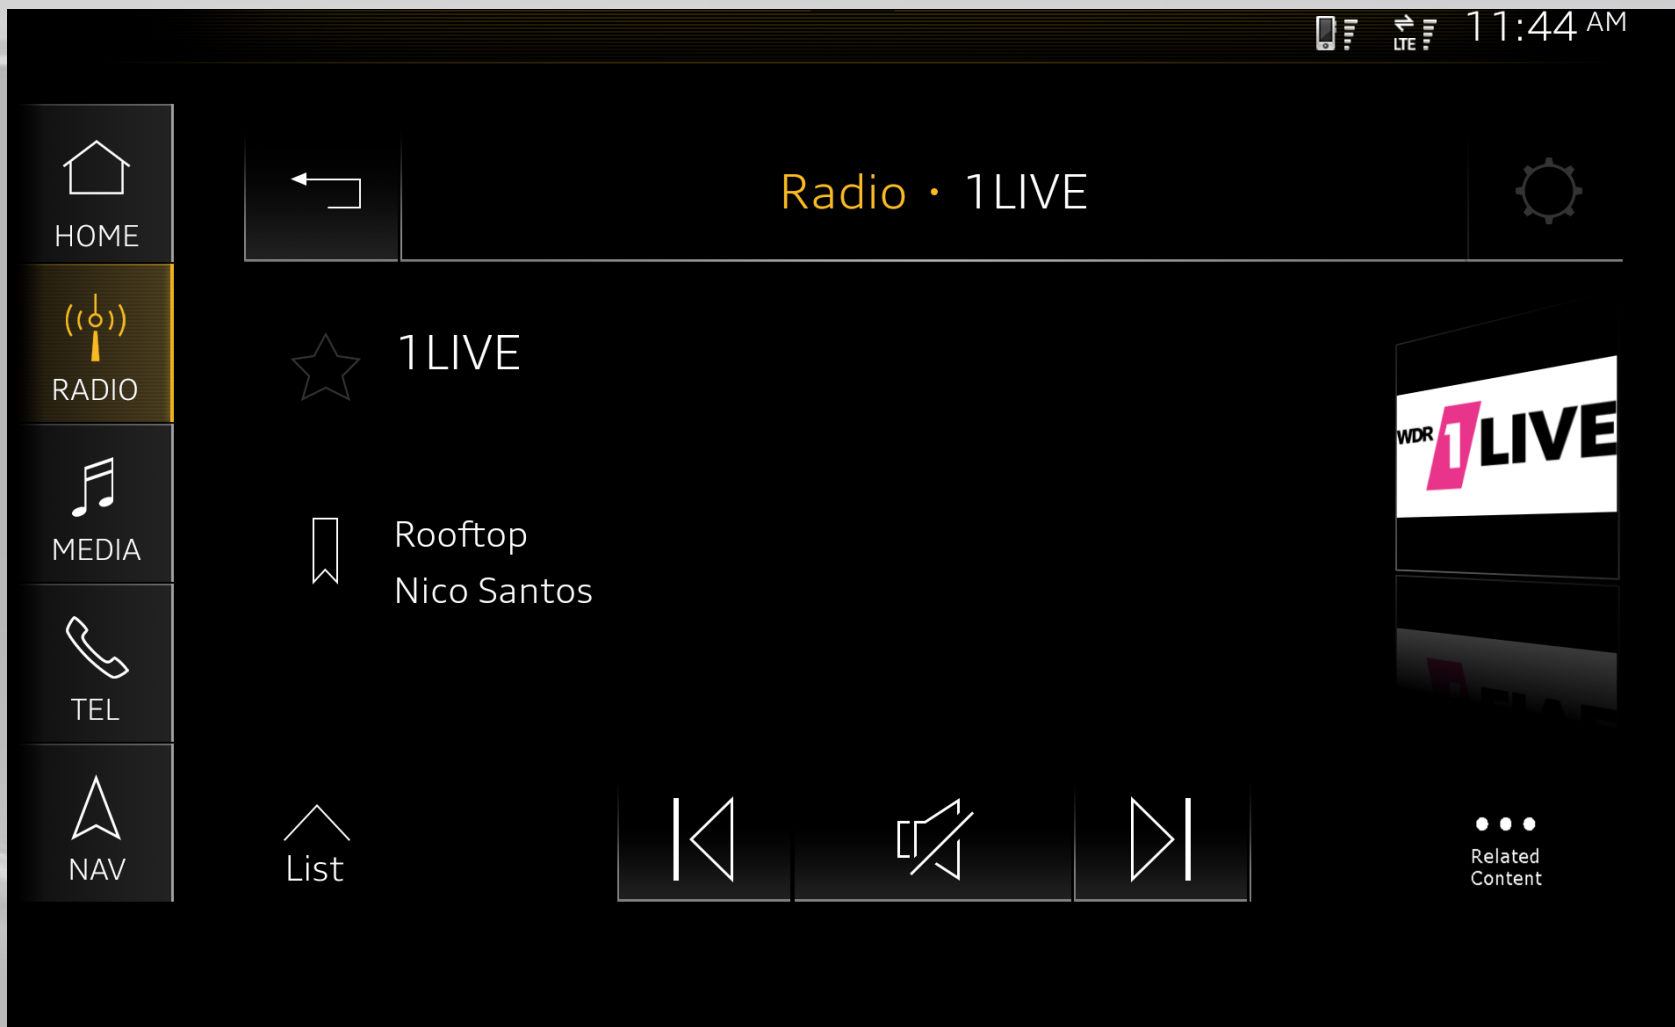 LTE
11:44 AM
HOME
RADIO
MEDIA
TEL
NAV
Radio • 1LIVE
1LIVE
Rooftop
Nico Santos
WDR 1LIVE
List
Related
Content